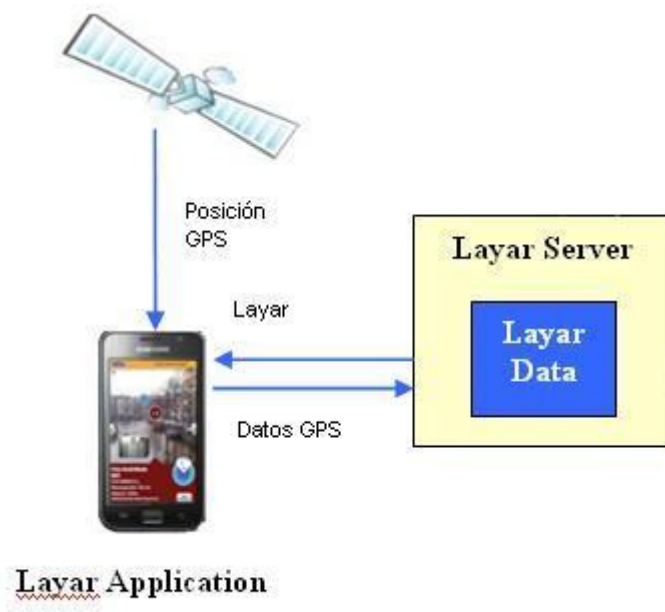 Posición
GPS
Layar Server
Layar
Layar
Data
Datos GPS
Layar Application